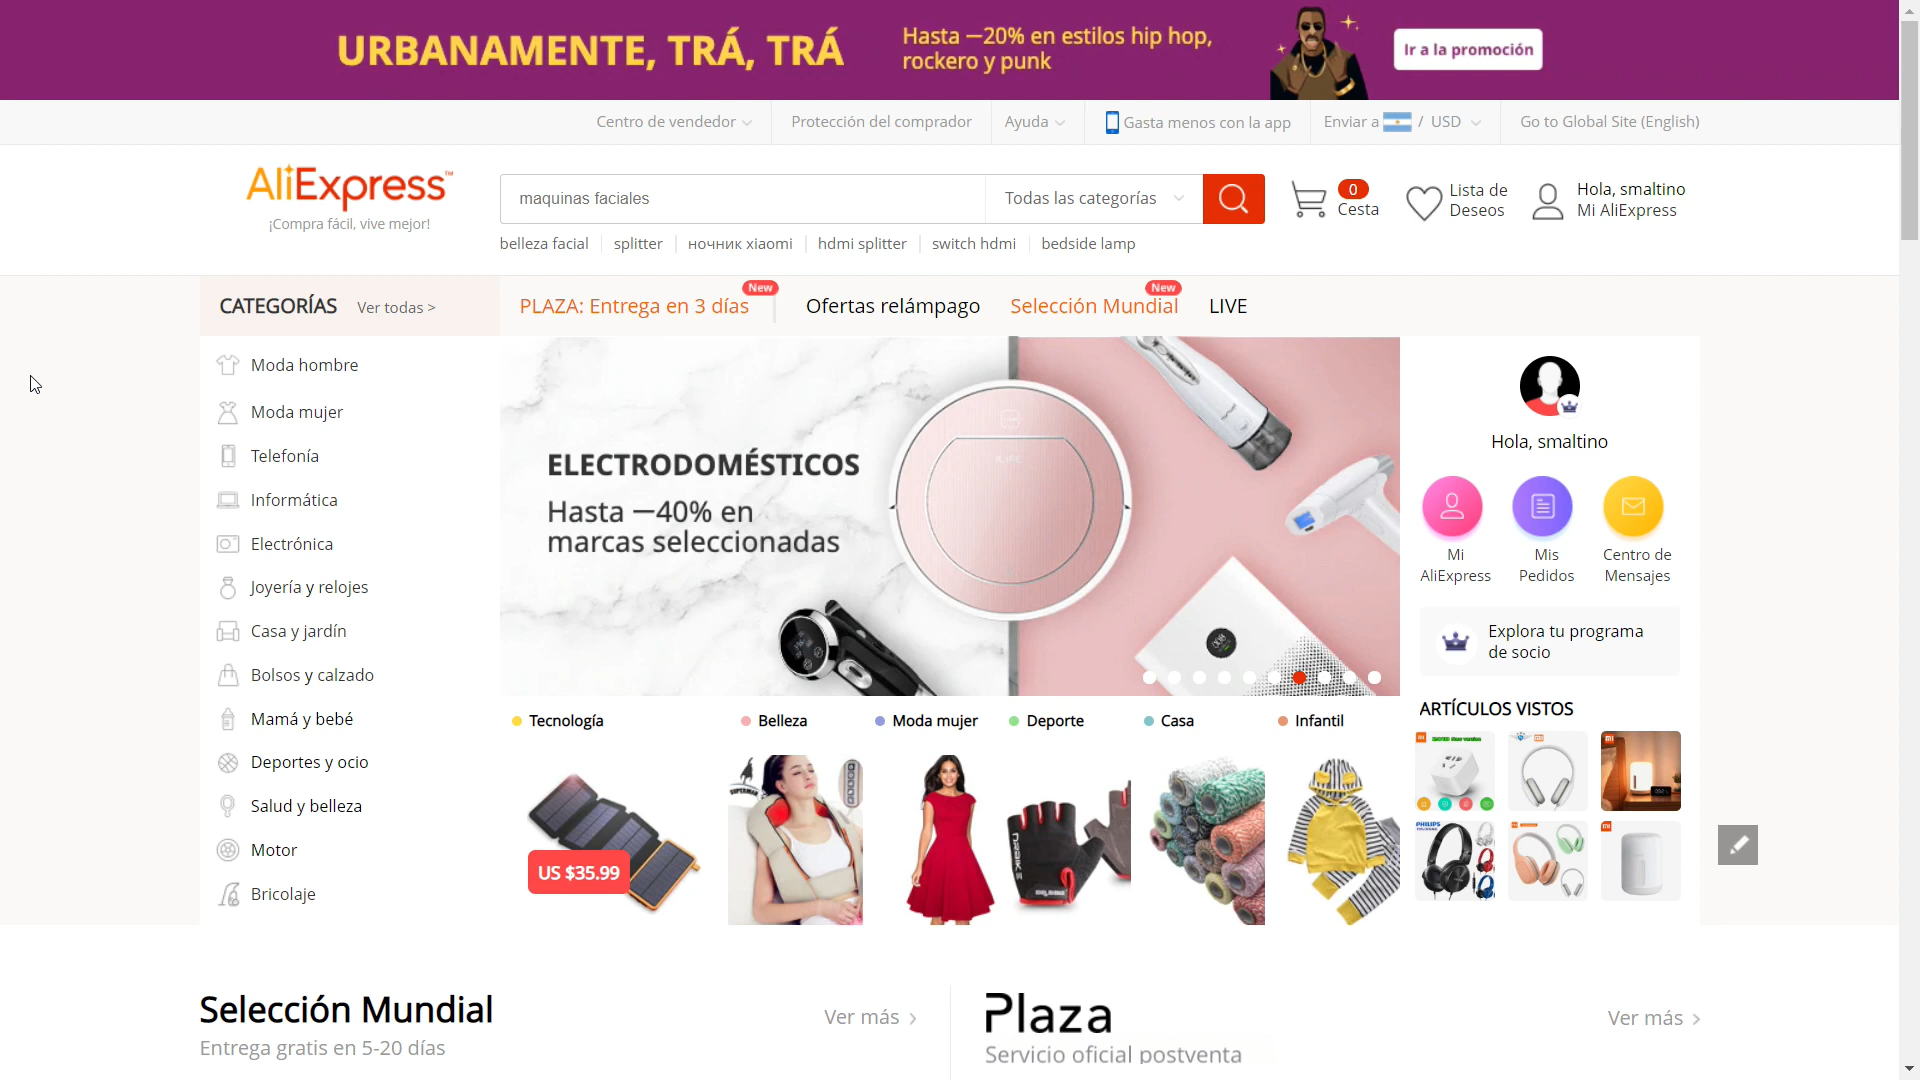 URBANAMENTE, TRÁ, TRÁ
Hasta —20% en estilos hip hop,
rockero y punk
Ir a la promoción
Centro de vendedor
Protección del comprador
Ayuda
Gasta menos con la app
Enviar a / USD
Go to Global Site (English)
AliExpress™
¡Compra fácil, vive mejor!
maquinas faciales
Todas las categorías
0
Cesta
Lista de
Deseos
Hola, smaltino
Mi AliExpress
belleza facial
splitter
ночник xiaomi
hdmi splitter
switch hdmi
bedside lamp
CATEGORÍAS
Ver todas >
PLAZA: Entrega en 3 días
New
Ofertas relámpago
Selección Mundial
New
LIVE
Moda hombre
Moda mujer
Telefonía
Informática
Electrónica
Joyería y relojes
Casa y jardín
Bolsos y calzado
Mamá y bebé
Deportes y ocio
Salud y belleza
Motor
Bricolaje
ELECTRODOMÉSTICOS
Hasta —40% en
marcas seleccionadas
ILIFE
Tecnología
Belleza
Moda mujer
Deporte
Casa
Infantil
US $35.99
SUPERMAN
Hola, smaltino
Mi
AliExpress
Mis
Pedidos
Centro de
Mensajes
Explora tu programa
de socio
ARTÍCULOS VISTOS
PHILIPS
Selección Mundial
Entrega gratis en 5-20 días
Ver más >
Plaza
Servicio oficial postventa
Ver más >